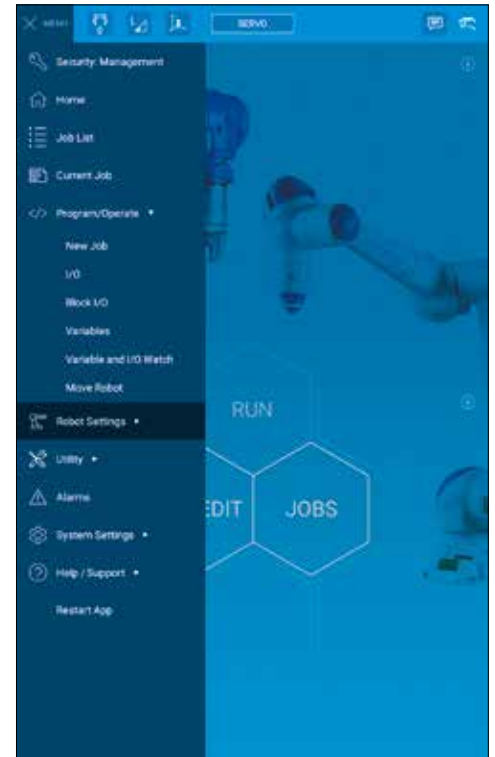 MENU
SERVO
Security: Management
Home
Job List
Current Job
Program/Operate
New Job
I/O
Block I/O
Variables
Variable and I/O Watch
Move Robot
Robot Settings
Utility
Alarms
System Settings
Help / Support
Restart App
RUN
EDIT
JOBS